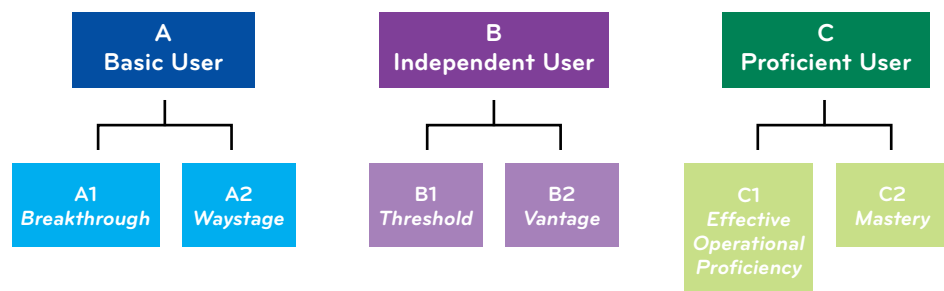 A
Basic User
B
Independent User
C
Proficient User
A1
Breakthrough
A2
Waystage
B1
Threshold
B2
Vantage
C1
Effective
Operational
Proficiency
C2
Mastery